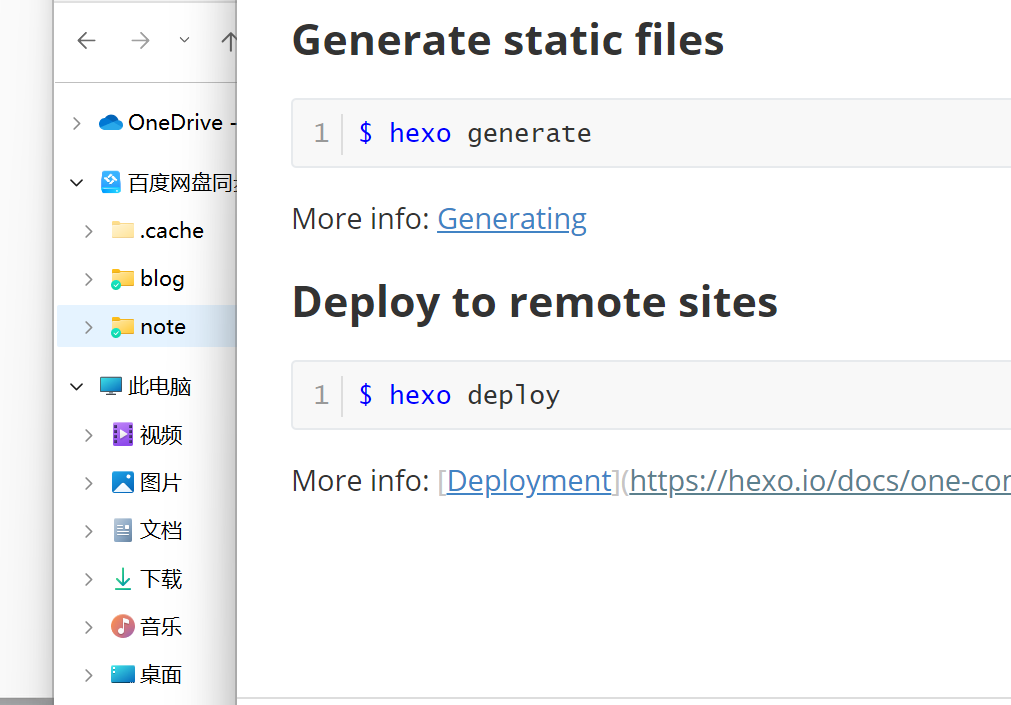 OneDrive -
百度网盘同
.cache
blog
note
此电脑
视频
图片
文档
下载
音乐
桌面
Generate static files
1 $ hexo generate
More info: Generating
Deploy to remote sites
1 $ hexo deploy
More info: [Deployment](https://hexo.io/docs/one-co